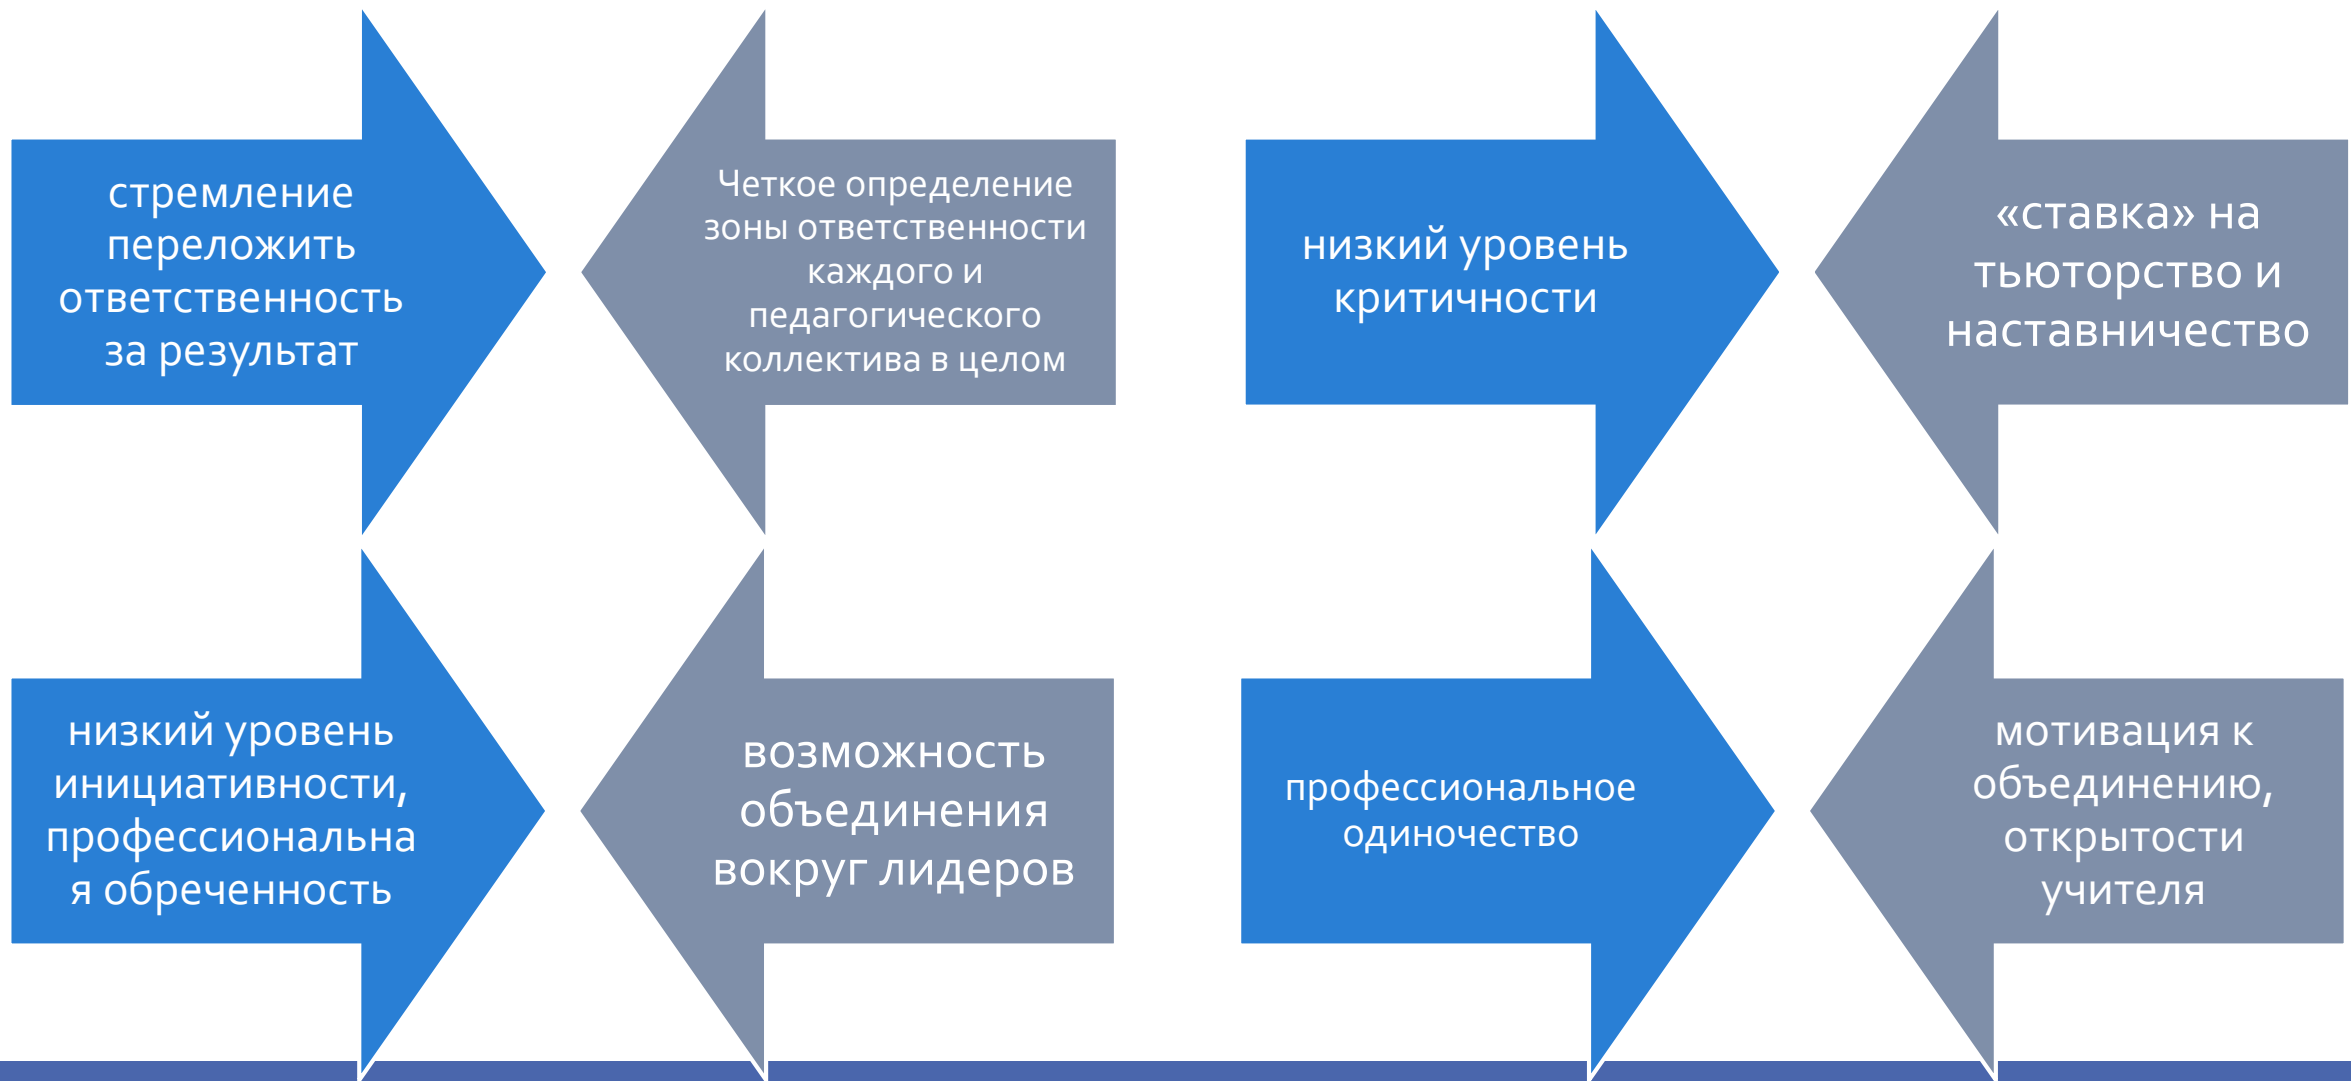 стремление
переложить
ответственность
за результат
Четкое определение
зоны ответственности
каждого и
педагогического
коллектива в целом
низкий уровень
критичности
«ставка» на
тьюторство и
наставничество
низкий уровень
инициативности,
профессиональна
я обреченность
возможность
объединения
вокруг лидеров
профессиональное
одиночество
мотивация к
объединению,
открытости
учителя